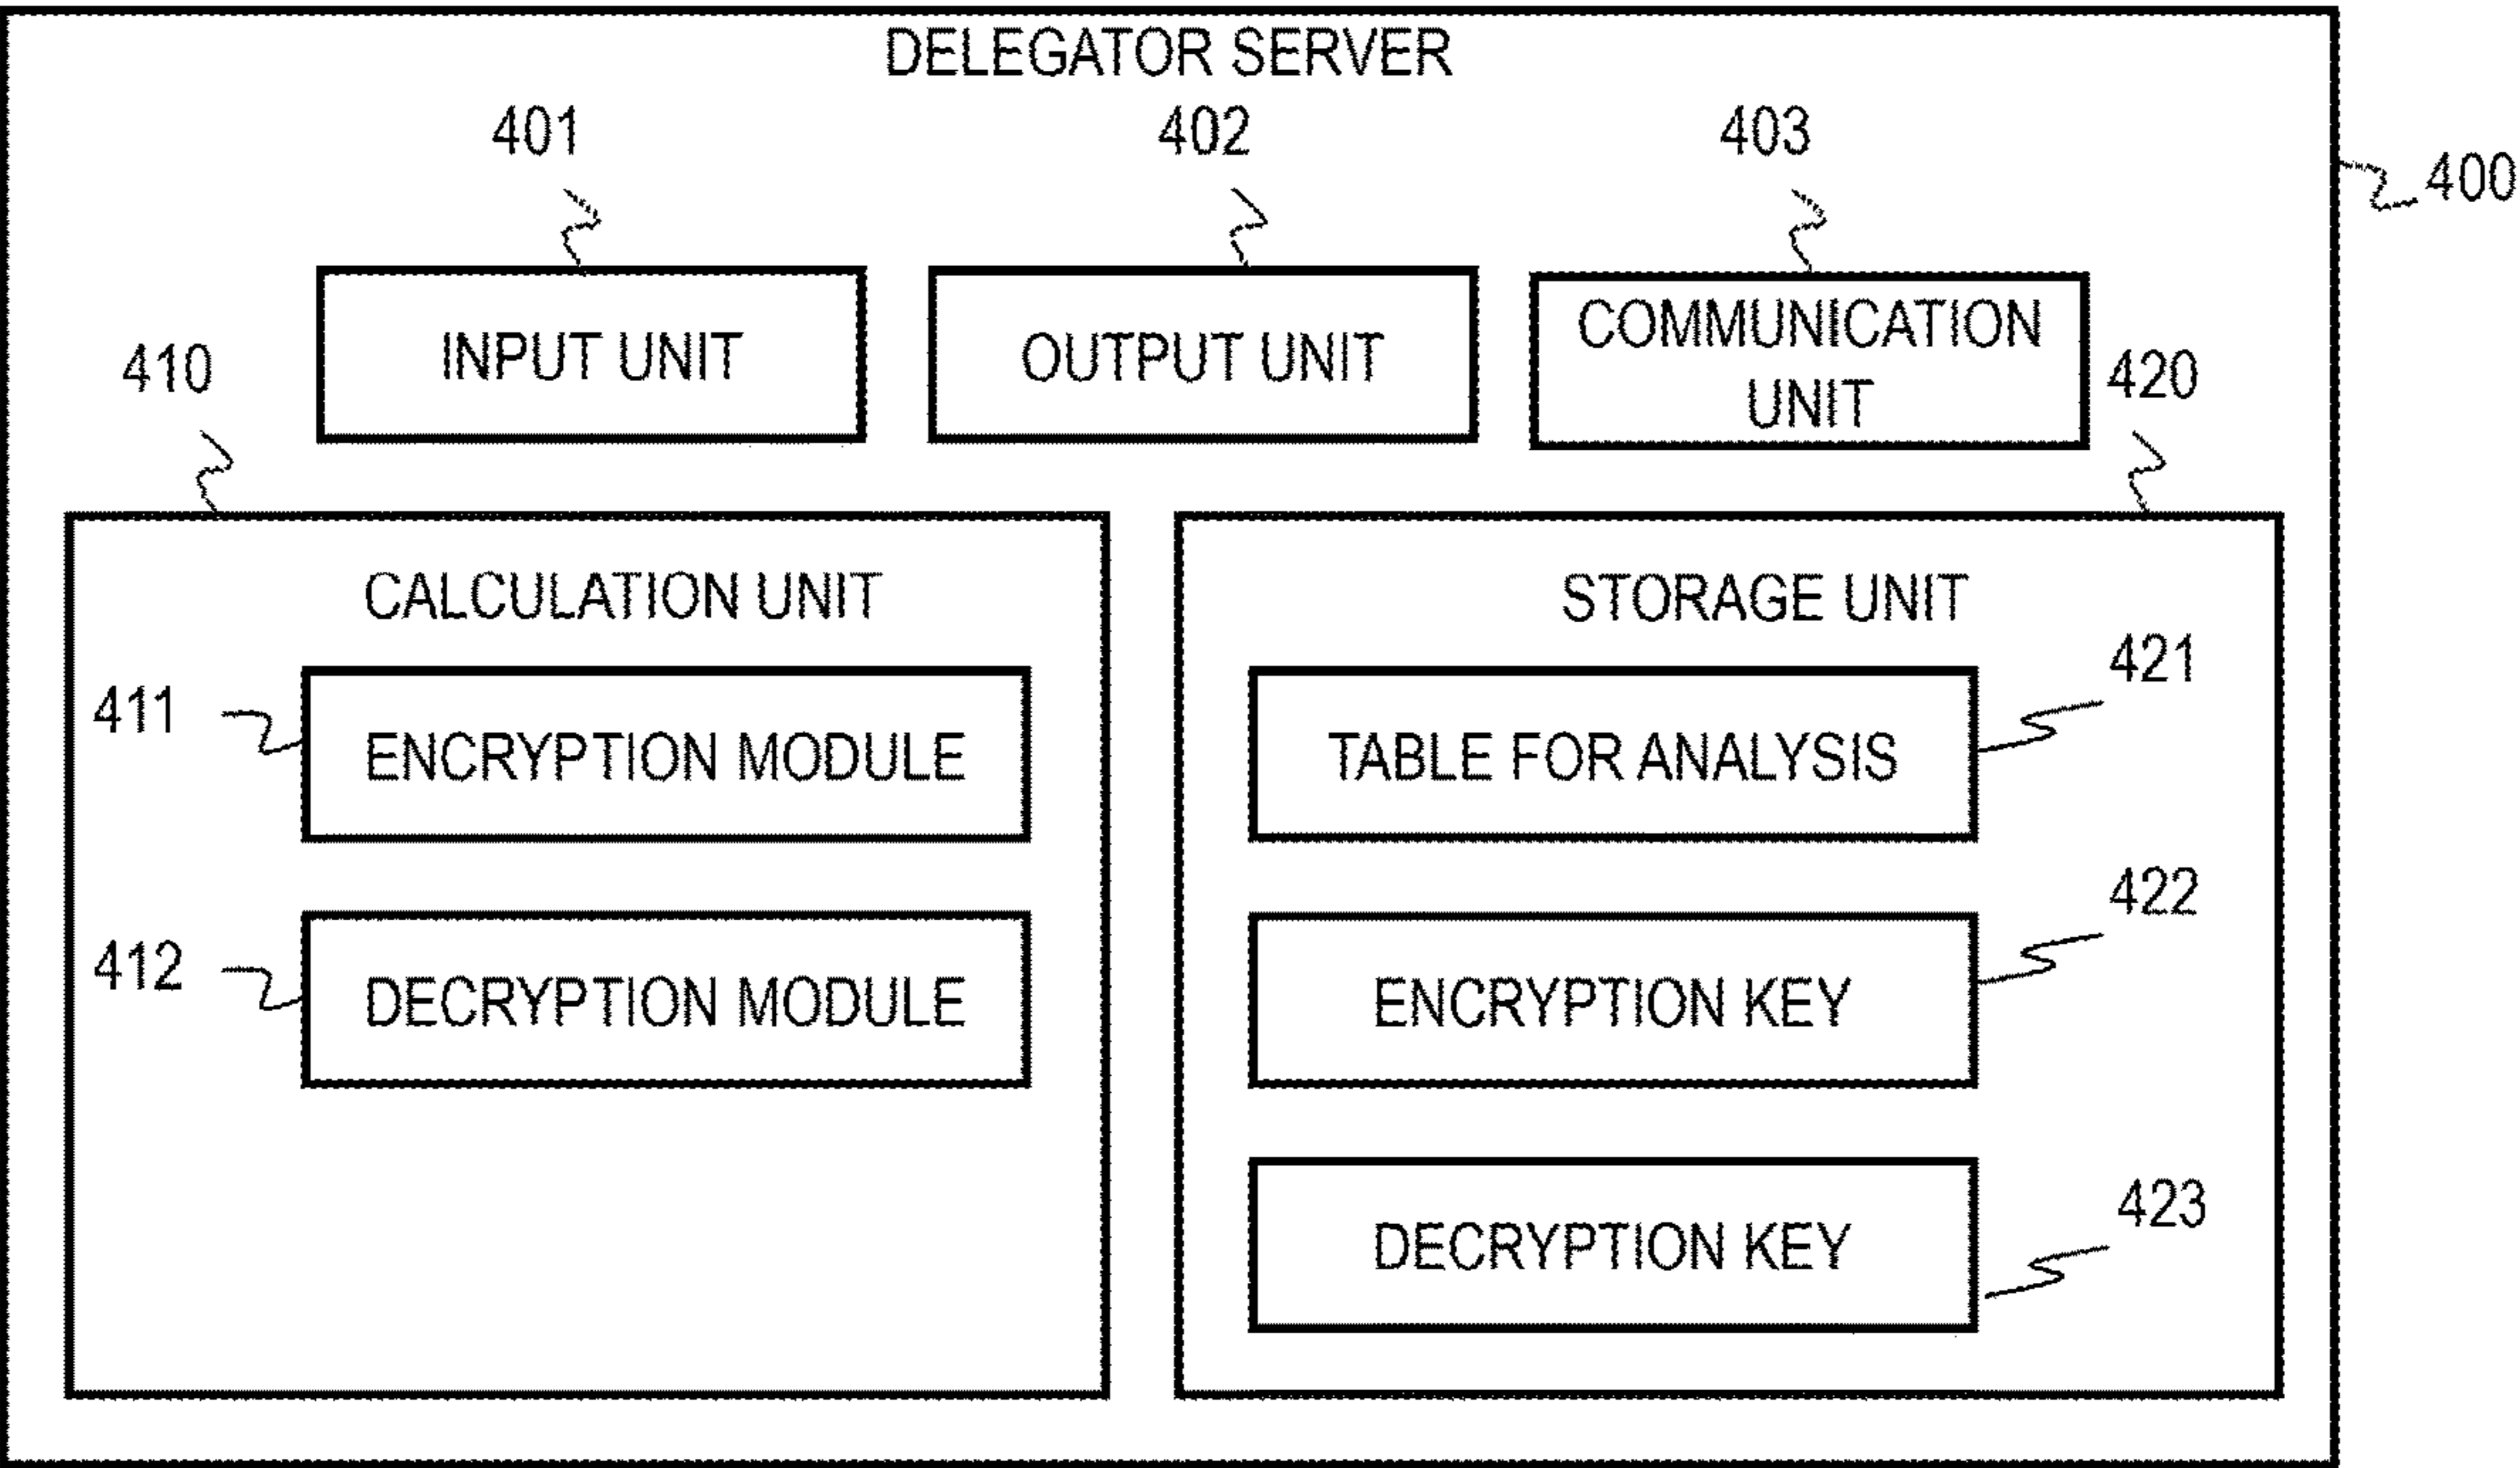 DELEGATOR SERVER
401
402
403
400
INPUT UNIT
OUTPUT UNIT
COMMUNICATION
UNIT
410
420
CALCULATION UNIT
411
ENCRYPTION MODULE
412
DECRYPTION MODULE
STORAGE UNIT
421
TABLE FOR ANALYSIS
422
ENCRYPTION KEY
423
DECRYPTION KEY